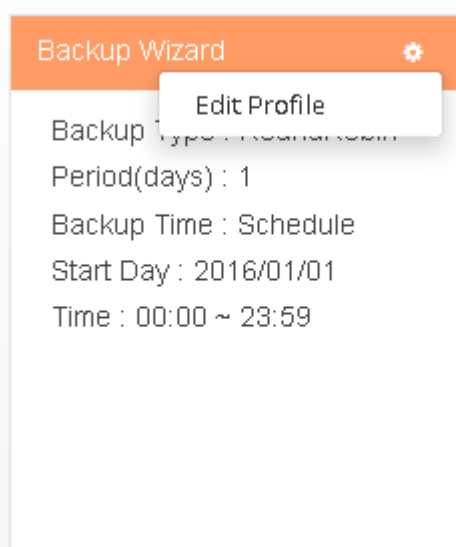 Backup Wizard
Edit Profile
Backup
Period(days) : 1
Backup Time : Schedule
Start Day : 2016/01/01
Time : 00:00 ~ 23:59